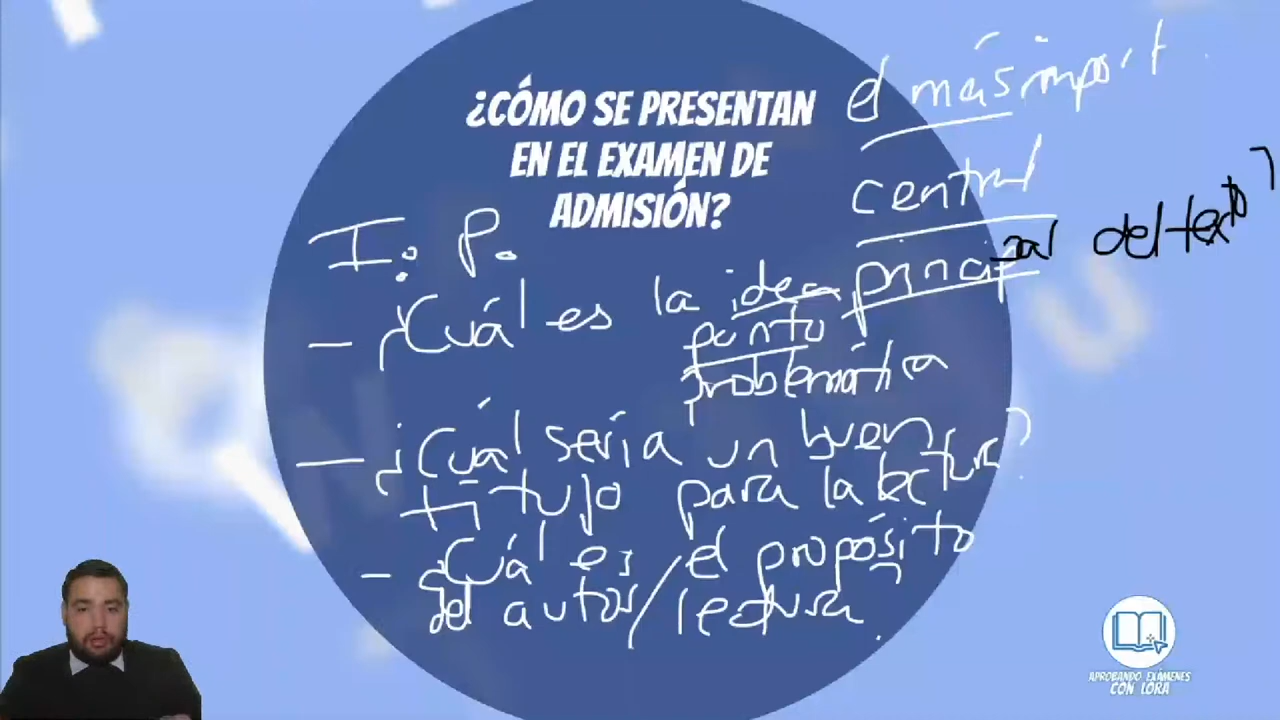 ¿CÓMO SE PRESENTAN
EN EL EXAMEN DE
ADMISIÓN?
el más import
central
I. P.
- ¿Cuál es la idea principal del texto?
punto
problemática
- ¿Cuál sería un buen
título para la lectura?
- ¿Cuál es el propósito
del autor/lectura?
APROBANDO EXÁMENES
CON LORA